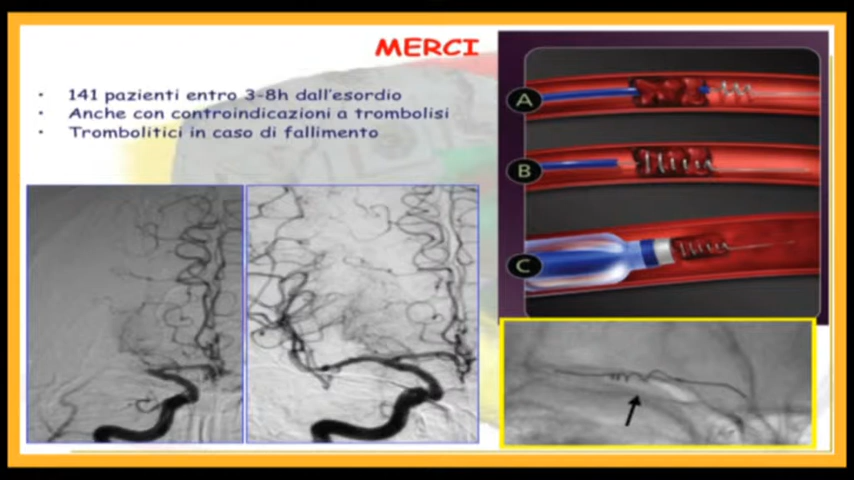 MERCI
• 141 pazienti entro 3-8h dall'esordio
• Anche con controindicazioni a trombolisi
• Trombolitici in caso di fallimento
A
B
C